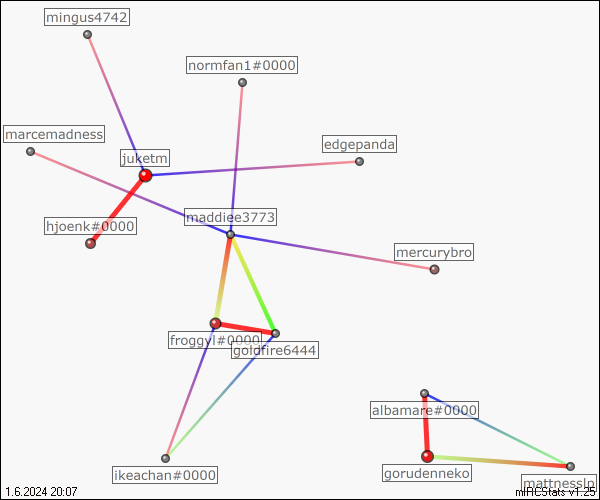 mingus4742
normfan1#0000
marcemadness
edgepanda
juketm
maddiee3773
hjoenk#0000
mercurybro
froggyl#0000
goldfire6444
albamare#0000
ikeachan#0000
gorudenneko
mattnesslp
1.6.2024 20:07
mIRCStats v1.25